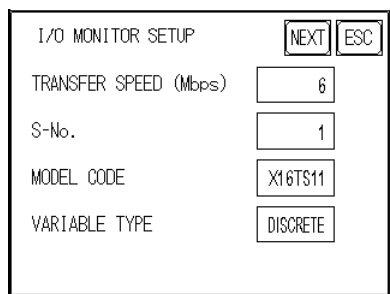 I/O MONITOR SETUP NEXT ESC
TRANSFER SPEED (Mbps) 6
S-No. 1
MODEL CODE X16TS11
VARIABLE TYPE DISCRETE